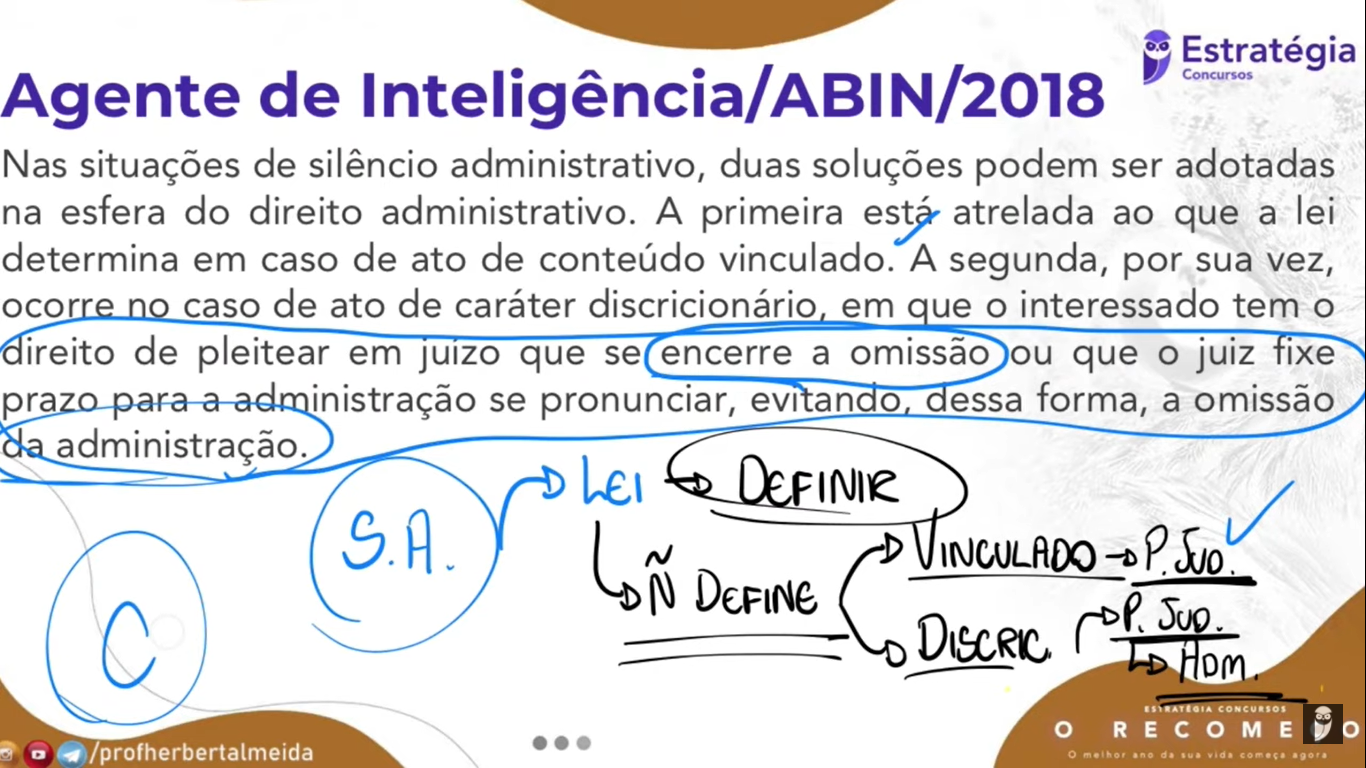 Estratégia
Concursos
Agente de Inteligência/ABIN/2018
Nas situações de silêncio administrativo, duas soluções podem ser adotadas
na esfera do direito administrativo. A primeira está atrelada ao que a lei
determina em caso de ato de conteúdo vinculado. A segunda, por sua vez,
ocorre no caso de ato de caráter discricionário, em que o interessado tem o
direito de pleitear em juízo que se encerre a omissão ou que o juiz fixe
prazo para a administração se pronunciar, evitando, dessa forma, a omissão
da administração.
S.A. LEI DEFINIR
Ñ DEFINE
VINCULADO P. JUD.
DISCRIC. P. JUD.
ADM.
C
ESTRATÉGIA CONCURSOS
O RECOMEÇO
O melhor ano da sua vida começa agora
/profherbertalmeida